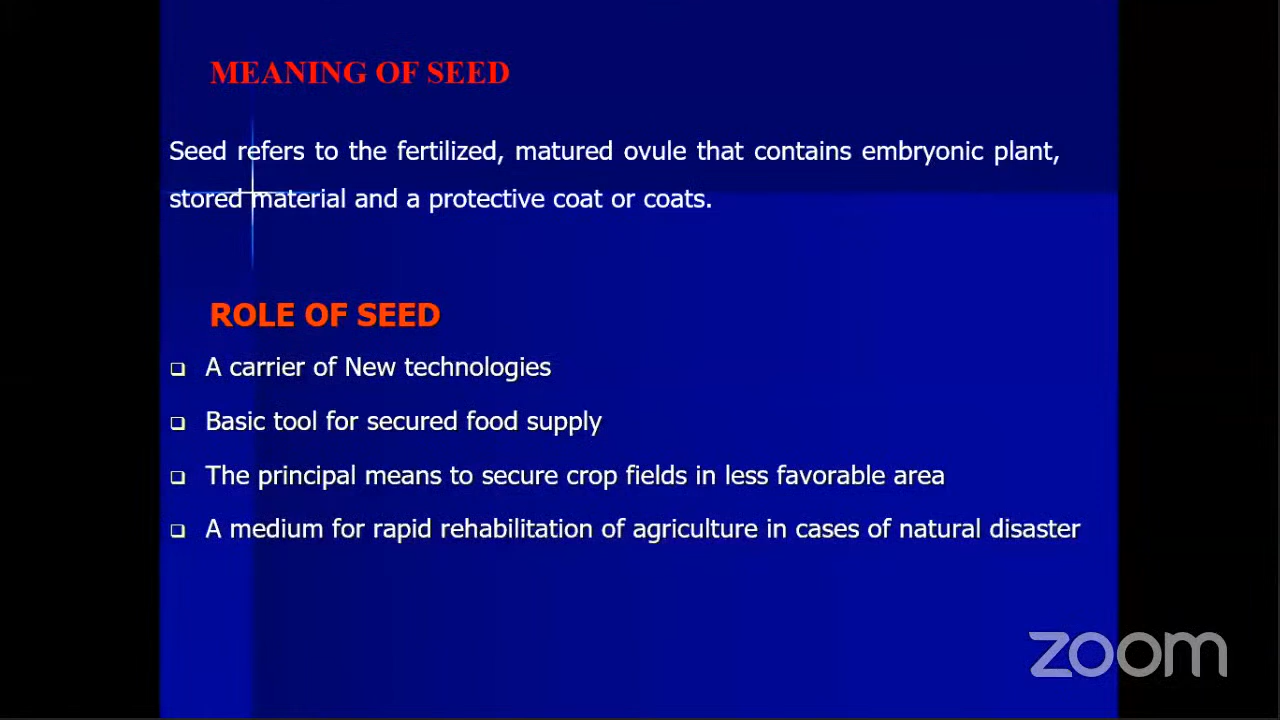 MEANING OF SEED
Seed refers to the fertilized, matured ovule that contains embryonic plant,
stored material and a protective coat or coats.
ROLE OF SEED
A carrier of New technologies
Basic tool for secured food supply
The principal means to secure crop fields in less favorable area
A medium for rapid rehabilitation of agriculture in cases of natural disaster
zoom